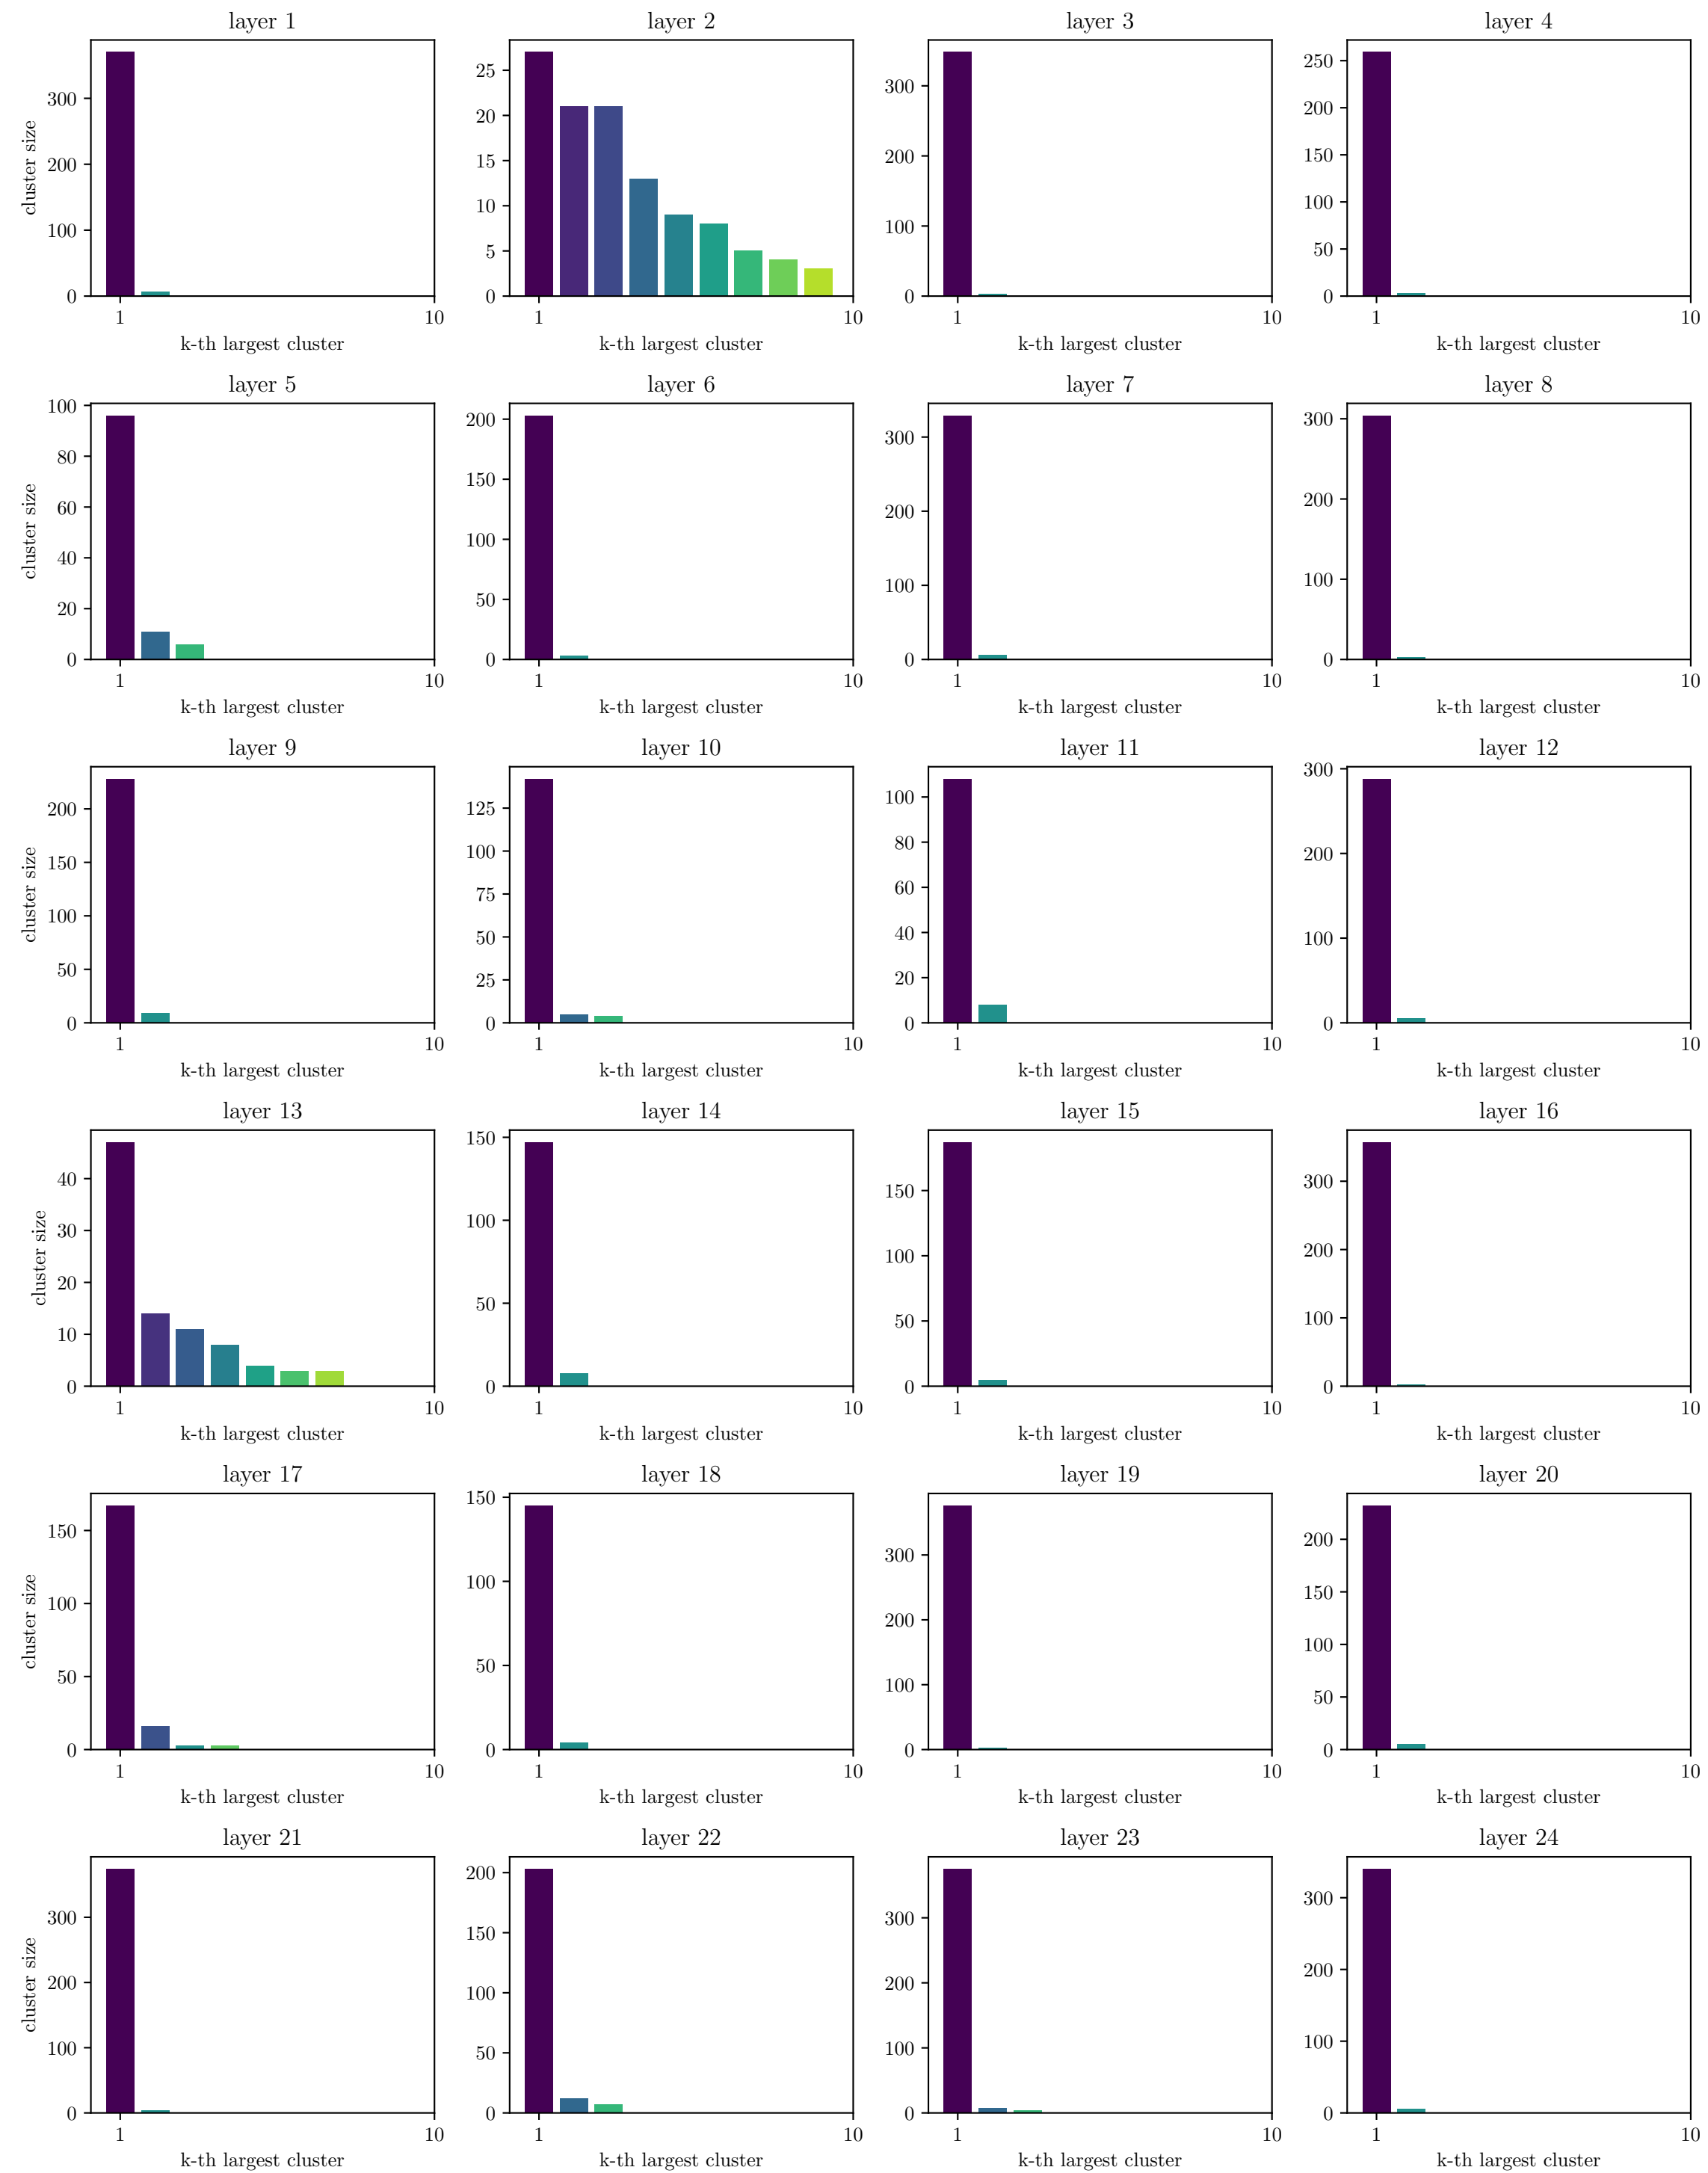 layer 1
300
200
100
0
cluster size
1
10
k-th largest cluster
layer 2
25
20
15
10
5
0
1
10
k-th largest cluster
layer 3
300
200
100
0
1
10
k-th largest cluster
layer 4
250
200
150
100
50
0
1
10
k-th largest cluster
layer 5
100
80
60
40
20
0
cluster size
1
10
k-th largest cluster
layer 6
200
150
100
50
0
1
10
k-th largest cluster
layer 7
300
200
100
0
1
10
k-th largest cluster
layer 8
300
200
100
0
1
10
k-th largest cluster
layer 9
200
150
100
50
0
cluster size
1
10
k-th largest cluster
layer 10
125
100
75
50
25
0
1
10
k-th largest cluster
layer 11
100
80
60
40
20
0
1
10
k-th largest cluster
layer 12
300
200
100
0
1
10
k-th largest cluster
layer 13
40
30
20
10
0
cluster size
1
10
k-th largest cluster
layer 14
150
100
50
0
1
10
k-th largest cluster
layer 15
150
100
50
0
1
10
k-th largest cluster
layer 16
300
200
100
0
1
10
k-th largest cluster
layer 17
150
100
50
0
cluster size
1
10
k-th largest cluster
layer 18
150
100
50
0
1
10
k-th largest cluster
layer 19
300
200
100
0
1
10
k-th largest cluster
layer 20
200
150
100
50
0
1
10
k-th largest cluster
layer 21
300
200
100
0
cluster size
1
10
k-th largest cluster
layer 22
200
150
100
50
0
1
10
k-th largest cluster
layer 23
300
200
100
0
1
10
k-th largest cluster
layer 24
300
200
100
0
1
10
k-th largest cluster